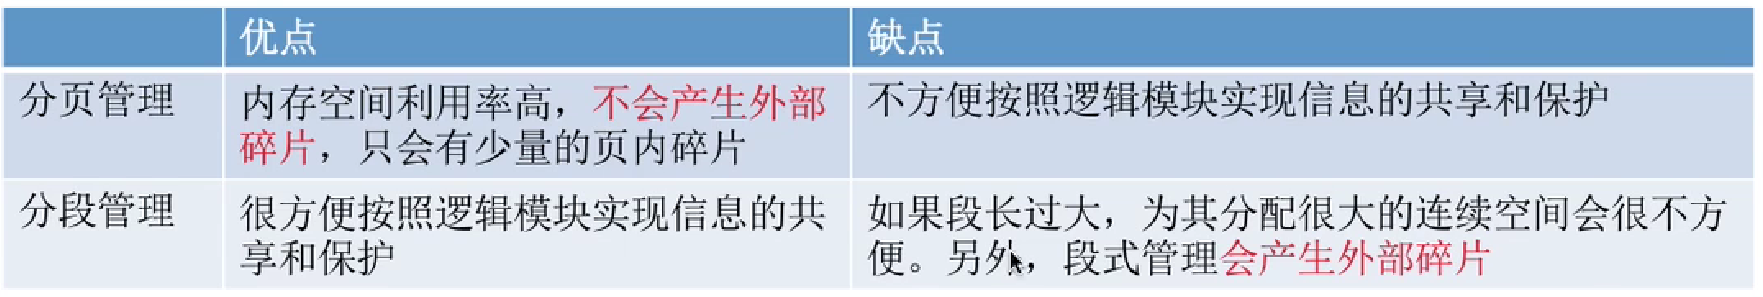 优点
缺点
分页管理
内存空间利用率高，不会产生外部
碎片，只会有少量的页内碎片
不方便按照逻辑模块实现信息的共享和保护
分段管理
很方便按照逻辑模块实现信息的共
享和保护
如果段长过大，为其分配很大的连续空间会很不方
便。另外，段式管理会产生外部碎片